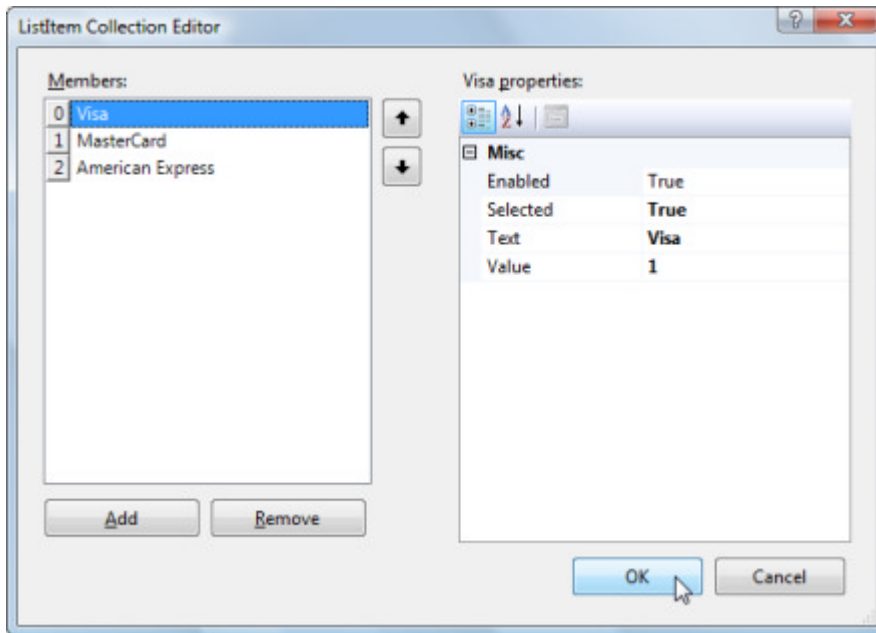 ListItem Collection Editor
Members:
0 Visa
1 MasterCard
2 American Express
Add
Remove
Visa properties:
Misc
Enabled True
Selected True
Text Visa
Value 1
OK
Cancel